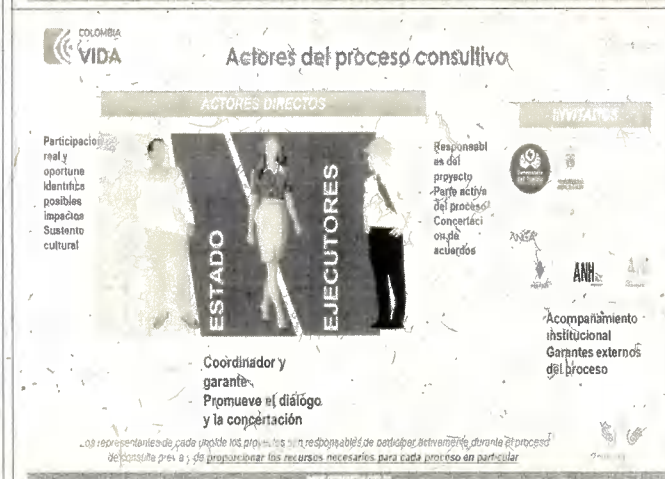 COLOMBIA
VIDA
Actores del proceso consultivo
ACTORES DIRECTOS
INVITADOS
Participacion
real y
oportuna
Identifica
posibles
impactos
Sustento
cultural
ESTADO
EJECUTORES
Responsabl
es del
proyecto
Parte activa
del proceso
Concertaci
on de
acuerdos
Defensoría
del Pueblo
ANH
Acompañamiento
institucional
Garantes externos
del proceso
Coordinador y
garante
Promueve el diálogo
y la concertación
Los representantes de cada uno de los proyectos son responsables de participar activamente durante el proceso
de consulta previa y de proporcionar los recursos necesarios para cada proceso en particular